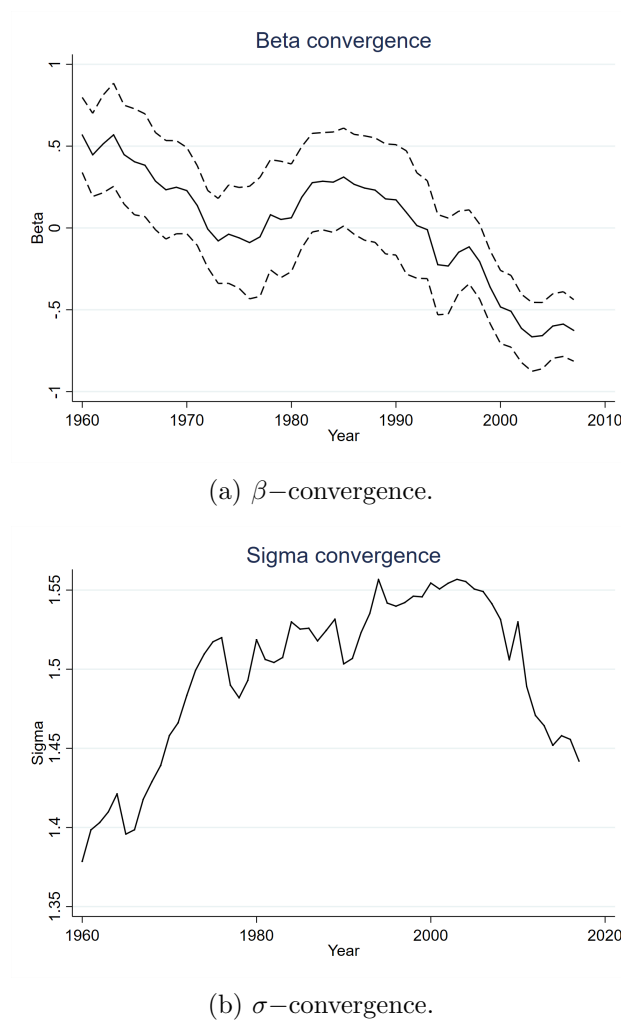 Beta convergence
1
.5
0
-.5
-1
Beta
1960 1970 1980 1990 2000 2010
Year
(a) β−convergence.
Sigma convergence
1.55
1.5
1.45
1.4
1.35
Sigma
1960 1980 2000 2020
Year
(b) σ−convergence.